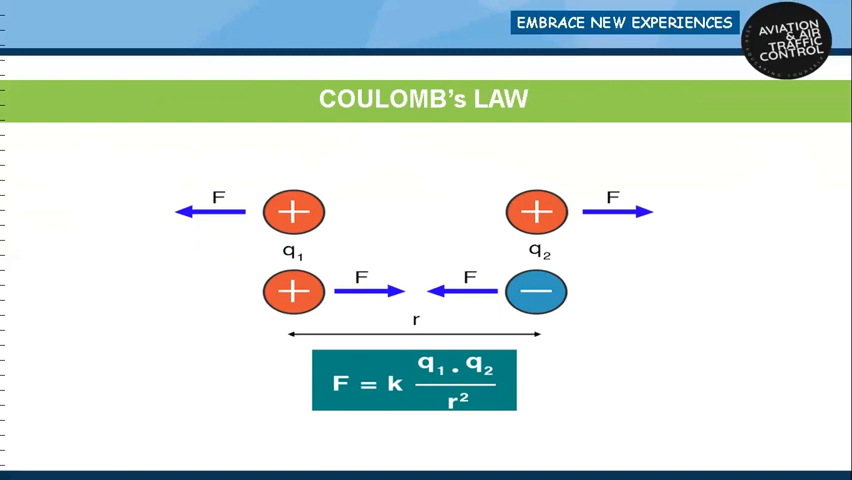 EMBRACE NEW EXPERIENCES
AVIATION
& AIR
TRAFFIC
CONTROL
COULOMB's LAW
F + + F
q₁ q₂
+ F F −
r
F = k q₁ . q₂ / r²